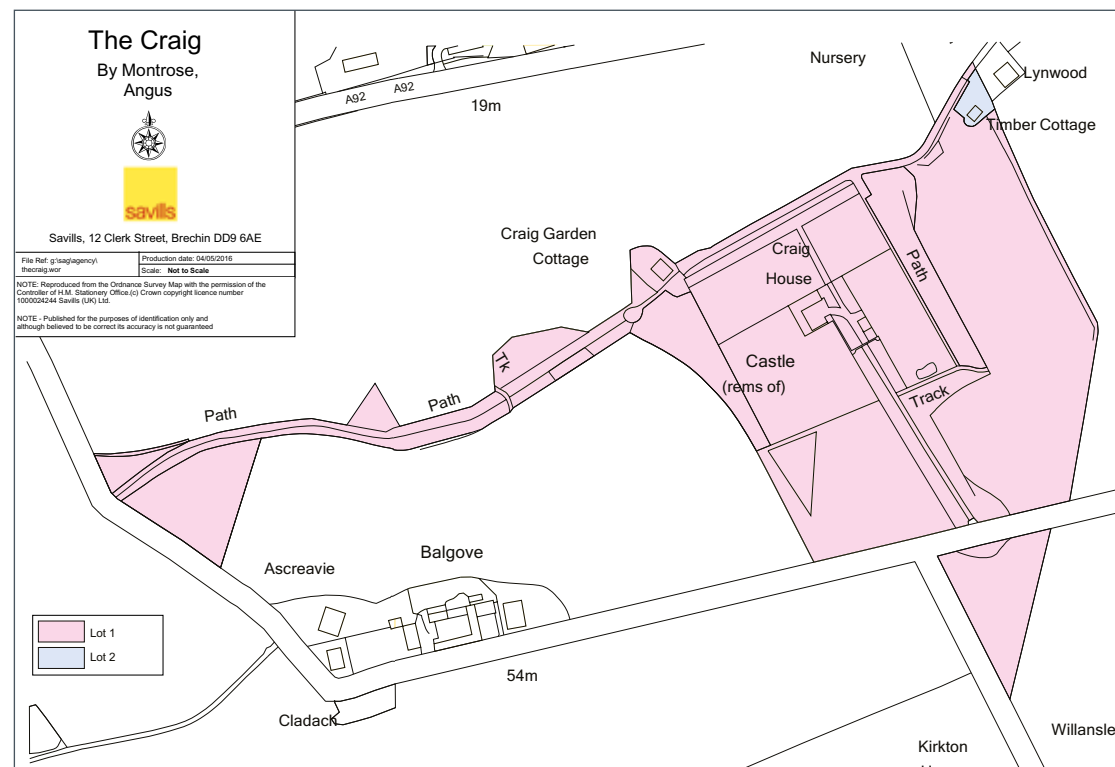 The Craig
By Montrose,
Angus
savills
Savills, 12 Clerk Street, Brechin DD9 6AE
File Ref: g:\sag\agency\
thecraig.wor
Production date: 04/05/2016
Scale: Not to Scale
NOTE: Reproduced from the Ordnance Survey Map with the permission of the
Controller of H.M. Stationery Office.(c) Crown copyright licence number
1000024244 Savills (UK) Ltd.
NOTE - Published for the purposes of identification only and
although believed to be correct its accuracy is not guaranteed
A92
A92
19m
Nursery
Lynwood
Timber Cottage
Craig Garden
Cottage
Craig
House
Path
Castle
(rems of)
Track
Tk
Path
Path
Ascreavie
Balgove
Lot 1
Lot 2
54m
Cladach
Willansle
Kirkton